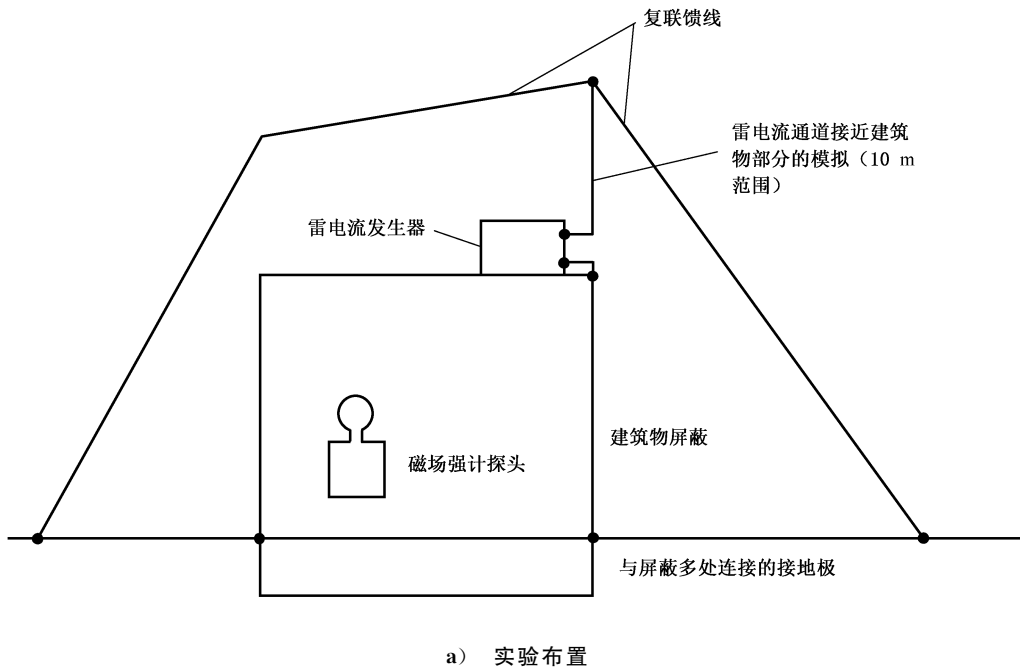 复联馈线
雷电流通道接近建筑
物部分的模拟（10 m
范围）
雷电流发生器
建筑物屏蔽
磁场强计探头
与屏蔽多处连接的接地极
a） 实验布置